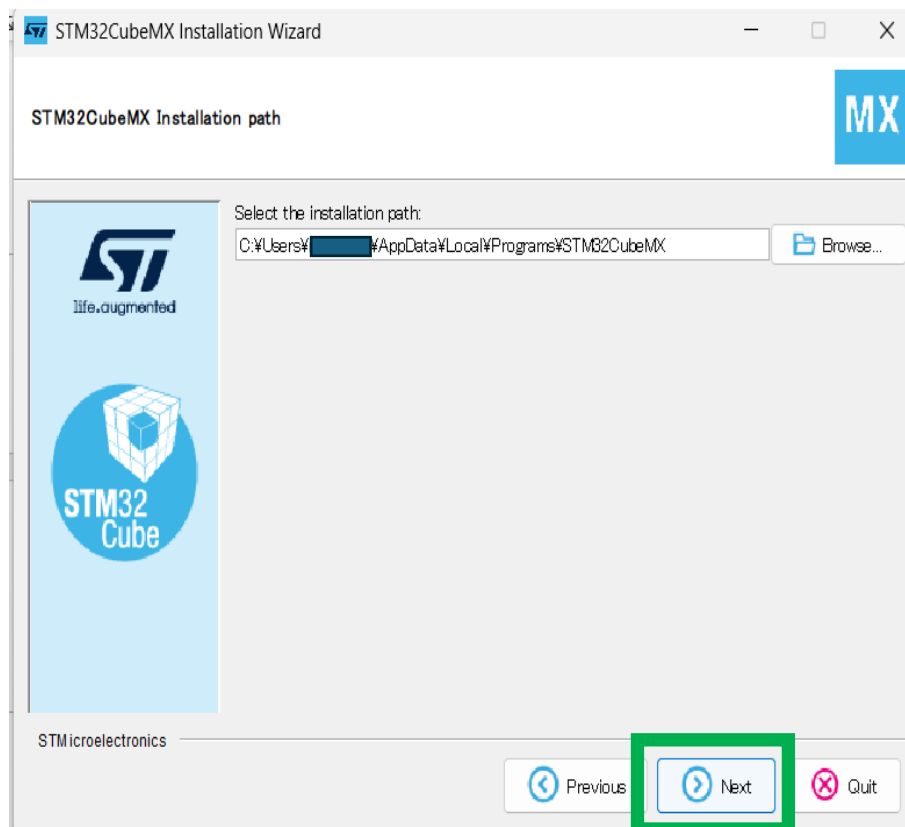 STM32CubeMX Installation Wizard
STM32CubeMX Installation path
MX
Select the installation path:
C:¥Users¥ ¥AppData¥Local¥Programs¥STM32CubeMX
Browse...
ST
life.augmented
STM32
Cube
STMicroelectronics
Previous
Next
Quit